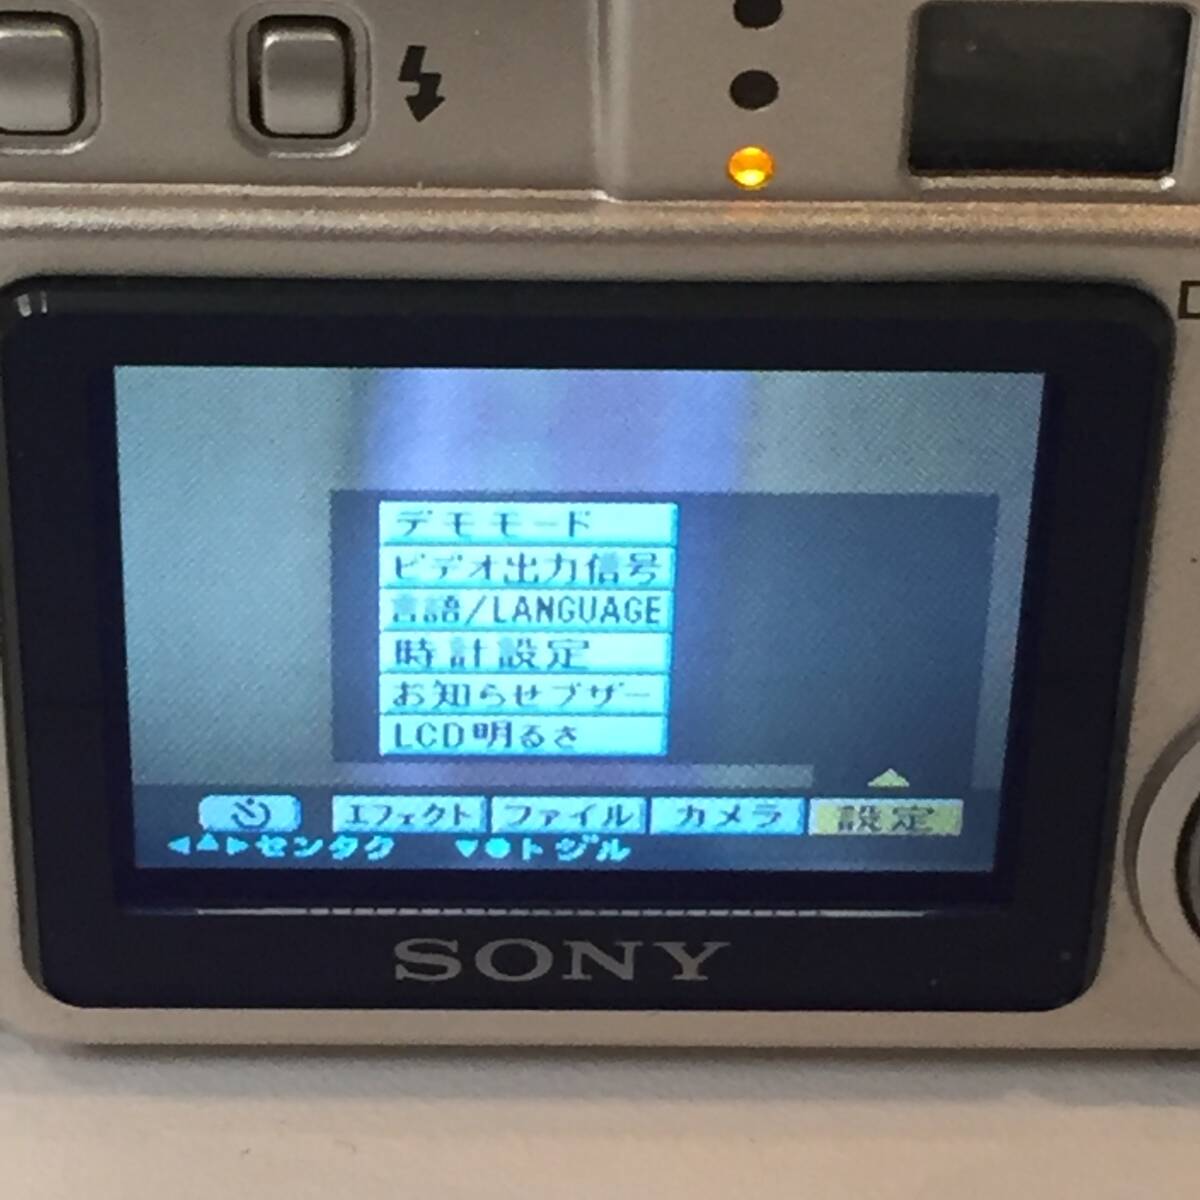 デモモード
ビデオ出力信号
言語/LANGUAGE
時計設定
お知らせブザー
LCD明るさ
エフェクト ファイル カメラ 設定
◀▲▶センタク ▼●トジル
SONY